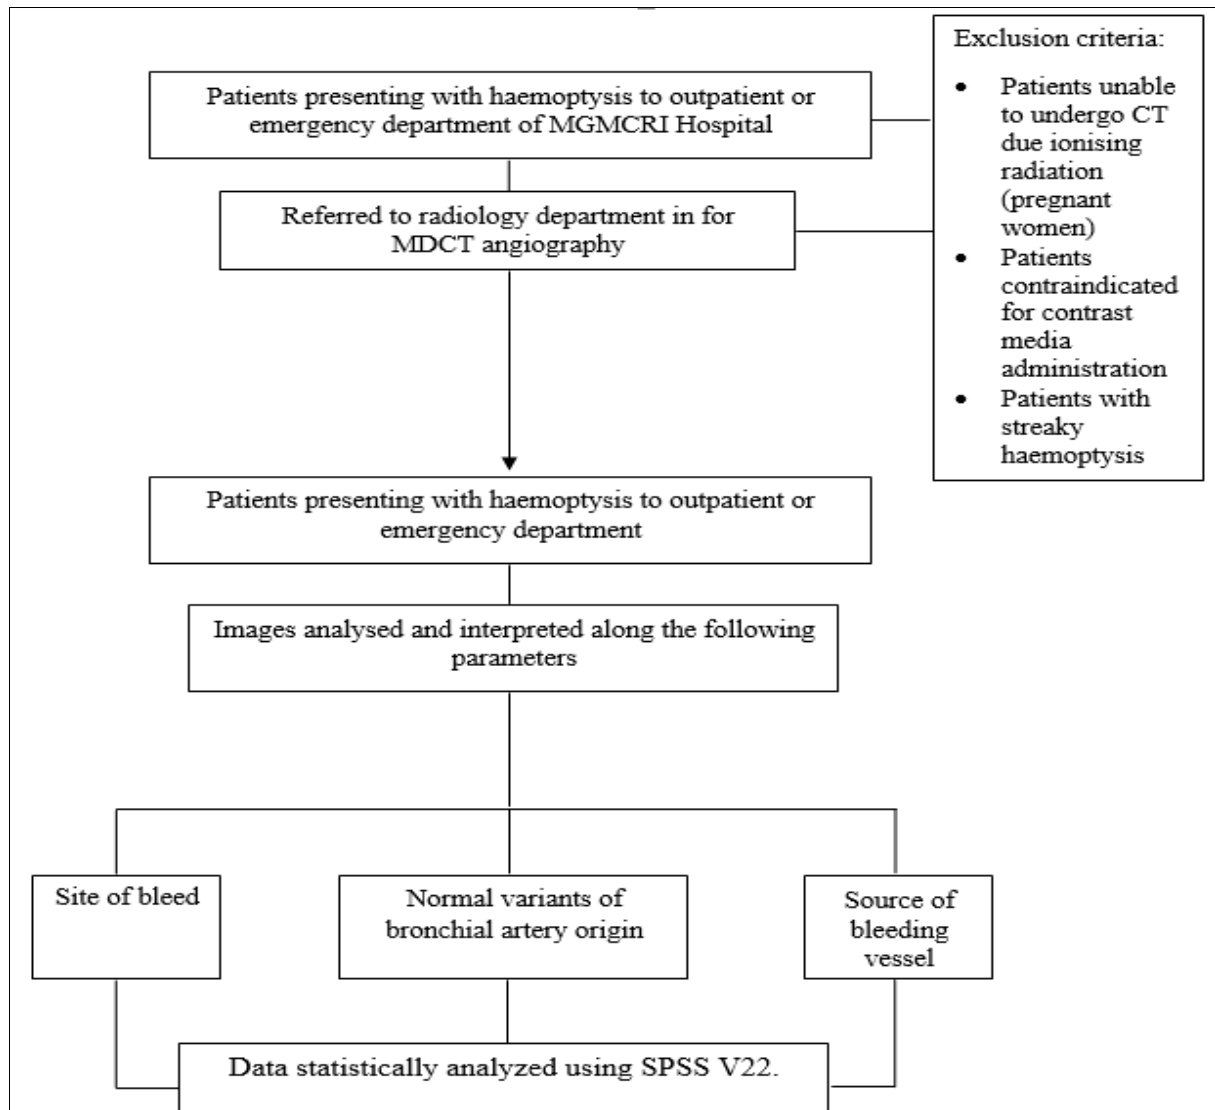 Exclusion criteria:
• Patients unable
to undergo CT
due ionising
radiation
(pregnant
women)
• Patients
contraindicated
for contrast
media
administration
• Patients with
streaky
haemoptysis
Patients presenting with haemoptysis to outpatient or
emergency department of MGMCRI Hospital
Referred to radiology department in for
MDCT angiography
Patients presenting with haemoptysis to outpatient or
emergency department
Images analysed and interpreted along the following
parameters
Site of bleed
Normal variants of
bronchial artery origin
Source of
bleeding
vessel
Data statistically analyzed using SPSS V22.